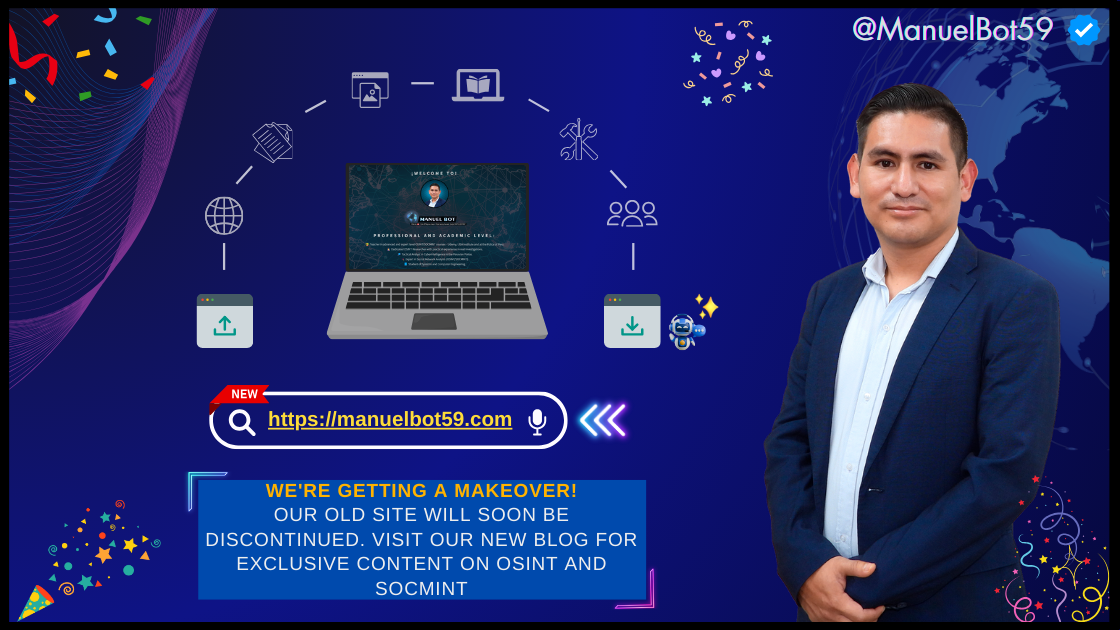 @ManuelBot59
¡WELCOME TO!
MANUEL BOT
PROFESSIONAL AND ACADEMIC LEVEL:
NEW
https://manuelbot59.com
WE'RE GETTING A MAKEOVER!
OUR OLD SITE WILL SOON BE
DISCONTINUED. VISIT OUR NEW BLOG FOR
EXCLUSIVE CONTENT ON OSINT AND
SOCMINT